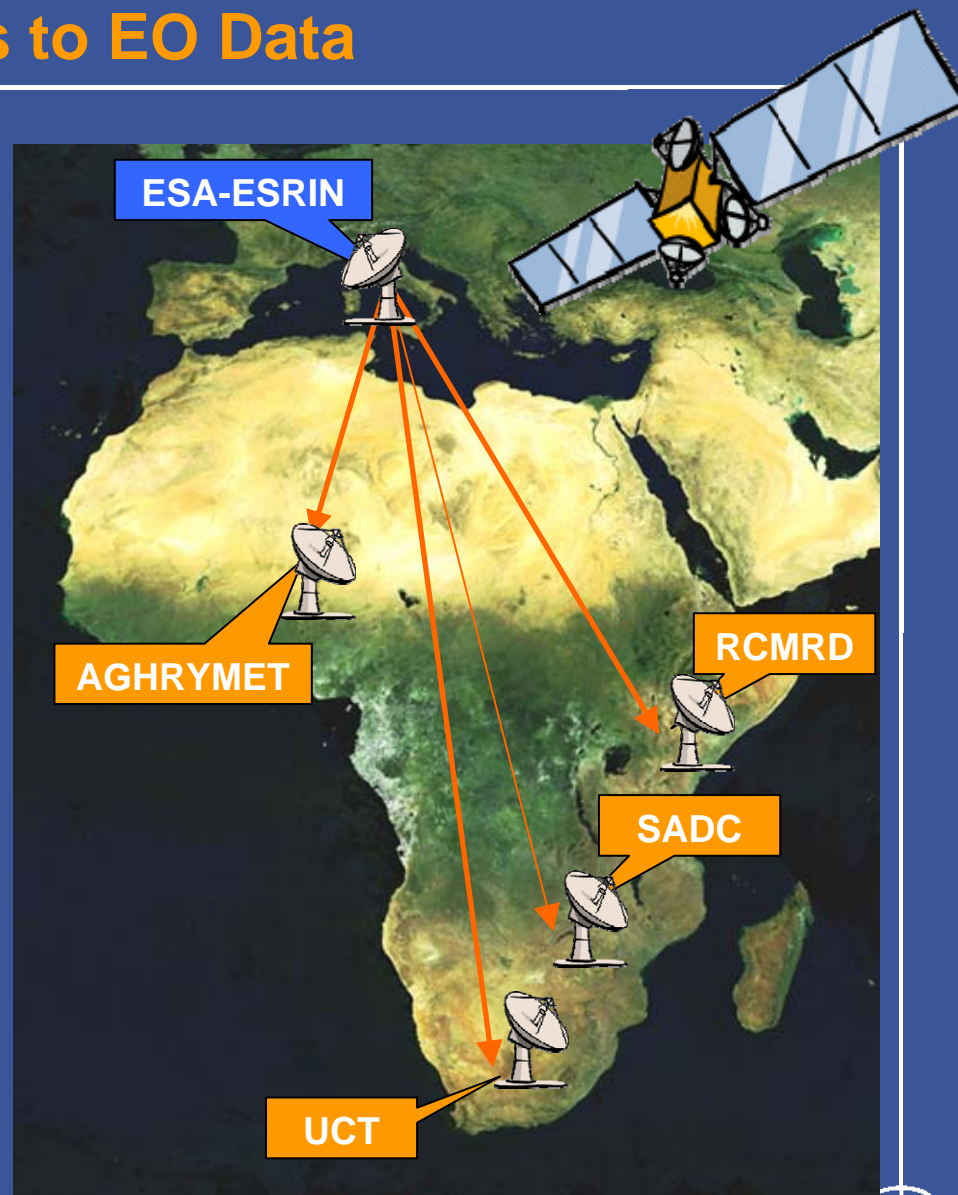 s to EO Data
ESA-ESRIN
AGHRYMET
RCMRD
SADC
UCT